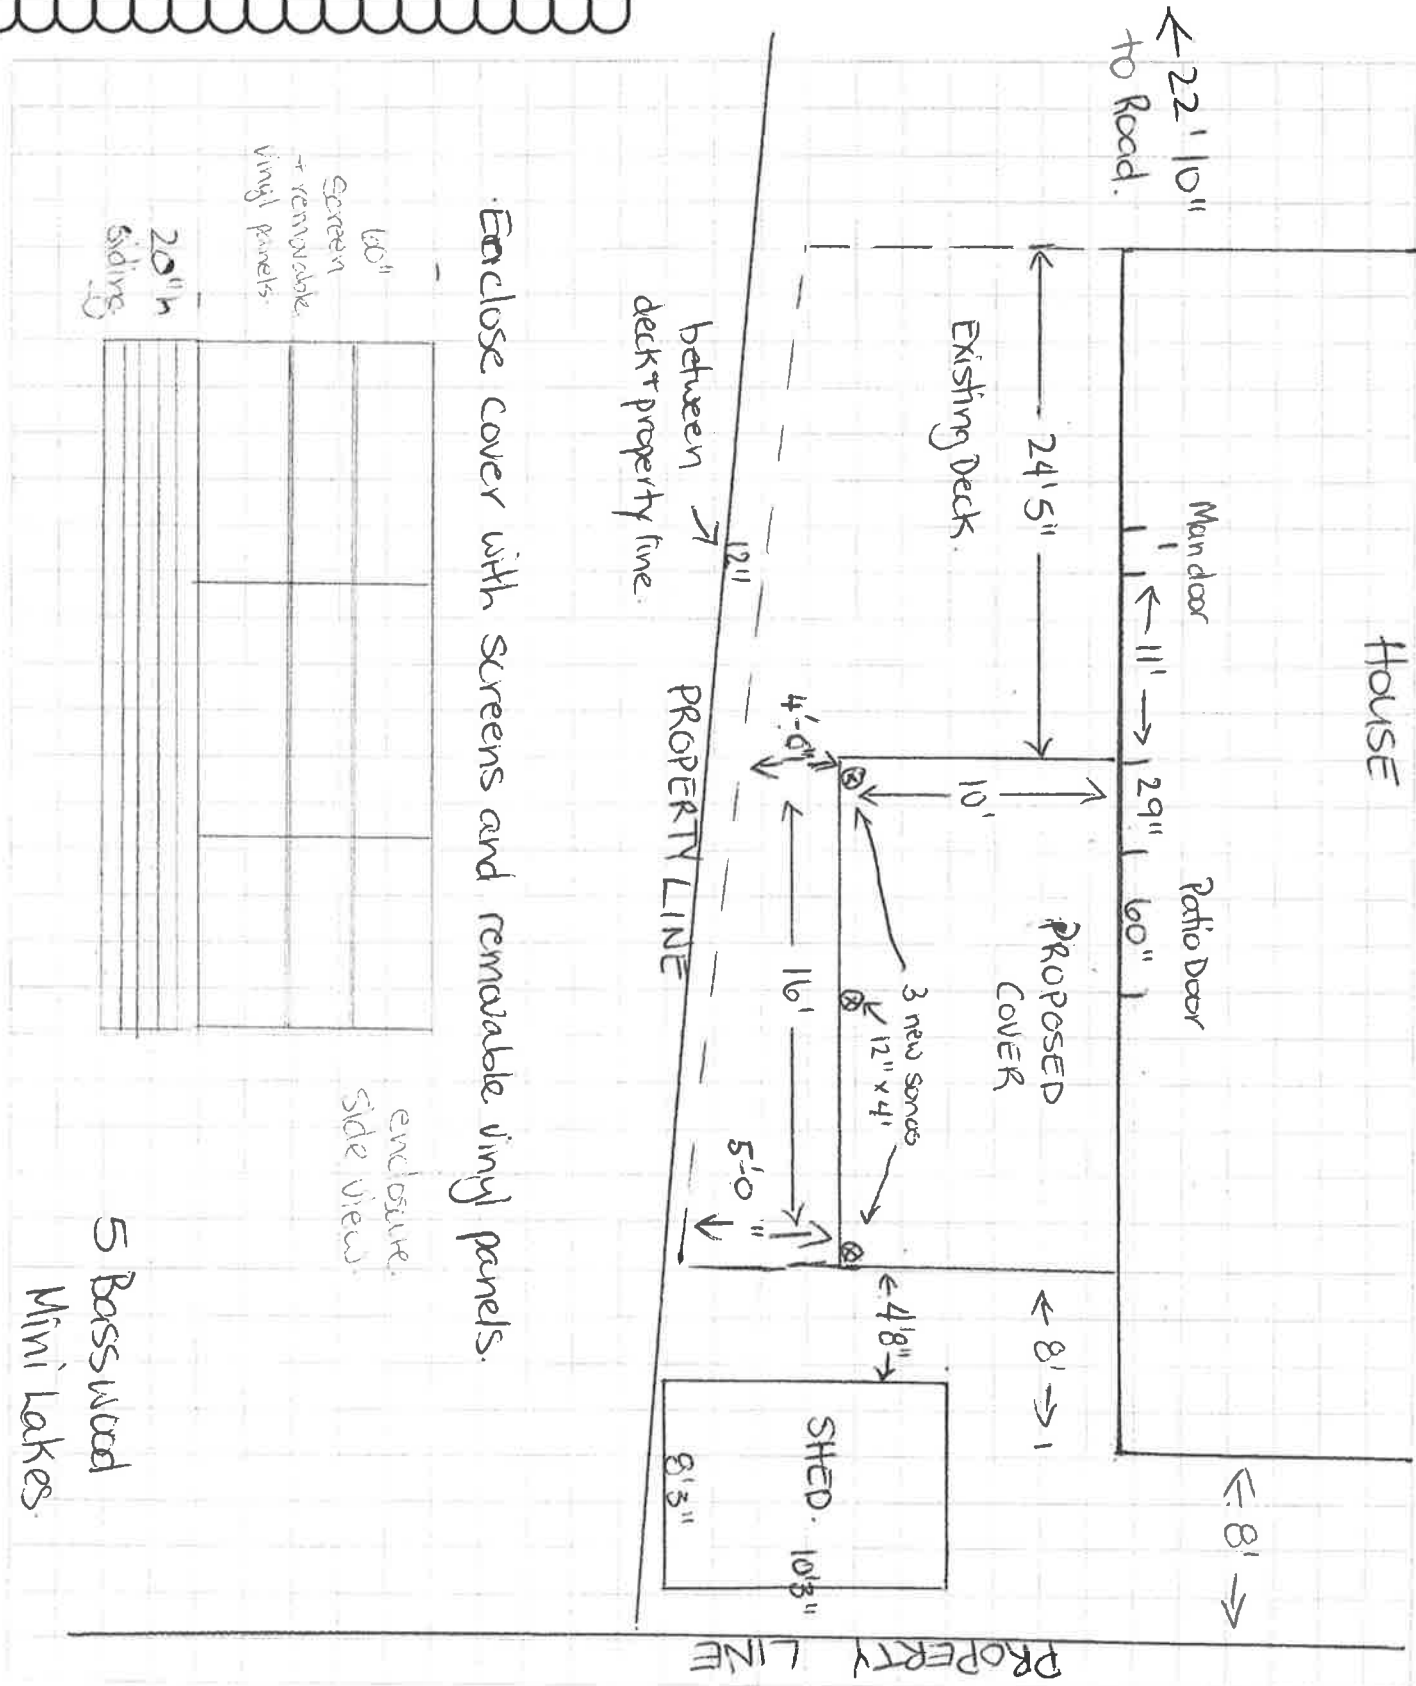 HOUSE
← 22' 10"
to Road.
Man door
← 11' →
29"
Patio Door
60"
← 8' →
← 24'5" →
Existing Deck.
← 10' →
PROPOSED
COVER
← 8' →
3 new sonos
12" x 4'
← 4'8" →
4'-0"
← 16' →
5'-0"
SHED.
10'3"
8'3"
12"
between
deck + property line.
PROPERTY LINE
PROPERTY LINE
Enclose cover with screens and removable vinyl panels.
60"
screen
+ removable
vinyl panels.
20"h
siding
enclosure
side view.
5 Basswood
Mini Lakes.